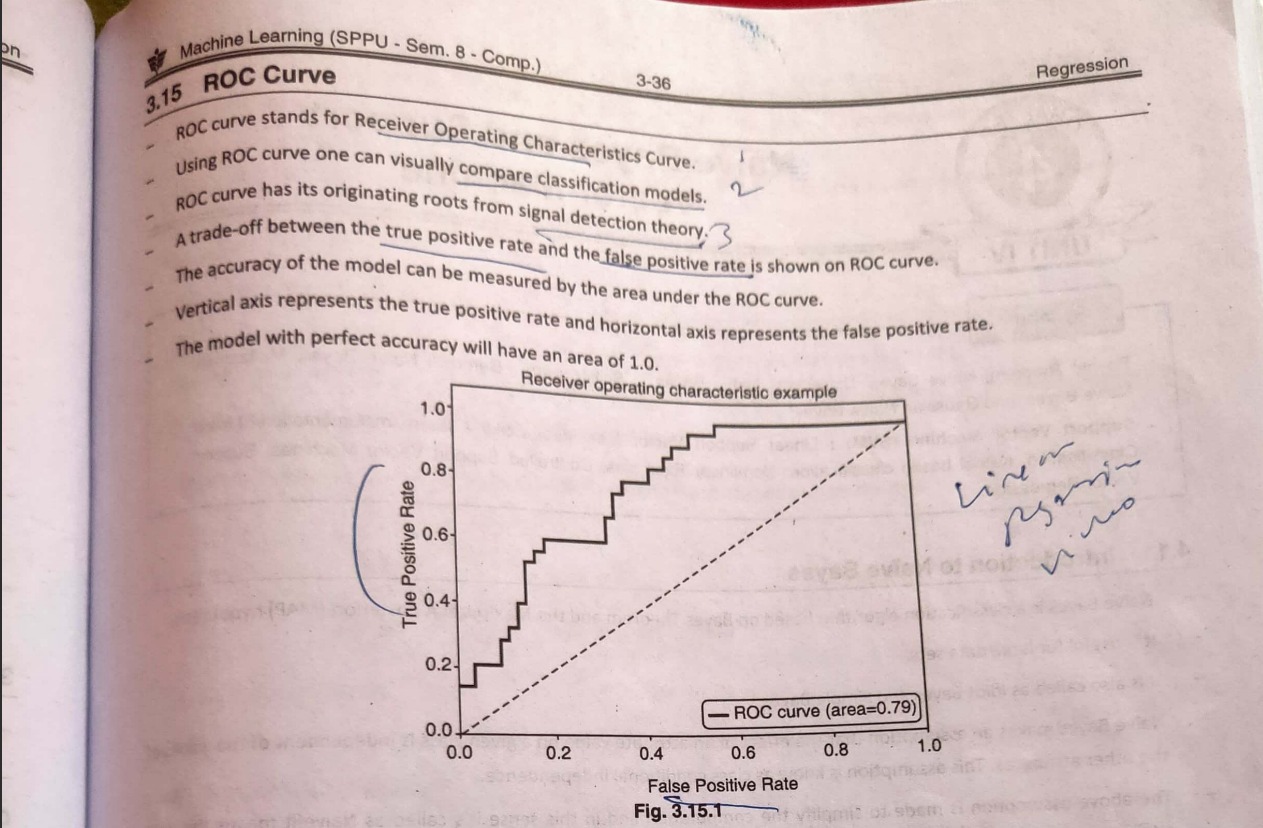 on
Machine Learning (SPPU - Sem. 8 - Comp.) 3-36 Regression
3.15 ROC Curve
- ROC curve stands for Receiver Operating Characteristics Curve. 1
- Using ROC curve one can visually compare classification models. 2
- ROC curve has its originating roots from signal detection theory. 3
- A trade-off between the true positive rate and the false positive rate is shown on ROC curve.
- The accuracy of the model can be measured by the area under the ROC curve.
- Vertical axis represents the true positive rate and horizontal axis represents the false positive rate.
- The model with perfect accuracy will have an area of 1.0.
Receiver operating characteristic example
1.0
0.8
0.6
0.4
0.2
0.0
True Positive Rate
ROC curve (area=0.79)
0.0 0.2 0.4 0.6 0.8 1.0
False Positive Rate
Fig. 3.15.1
Linear